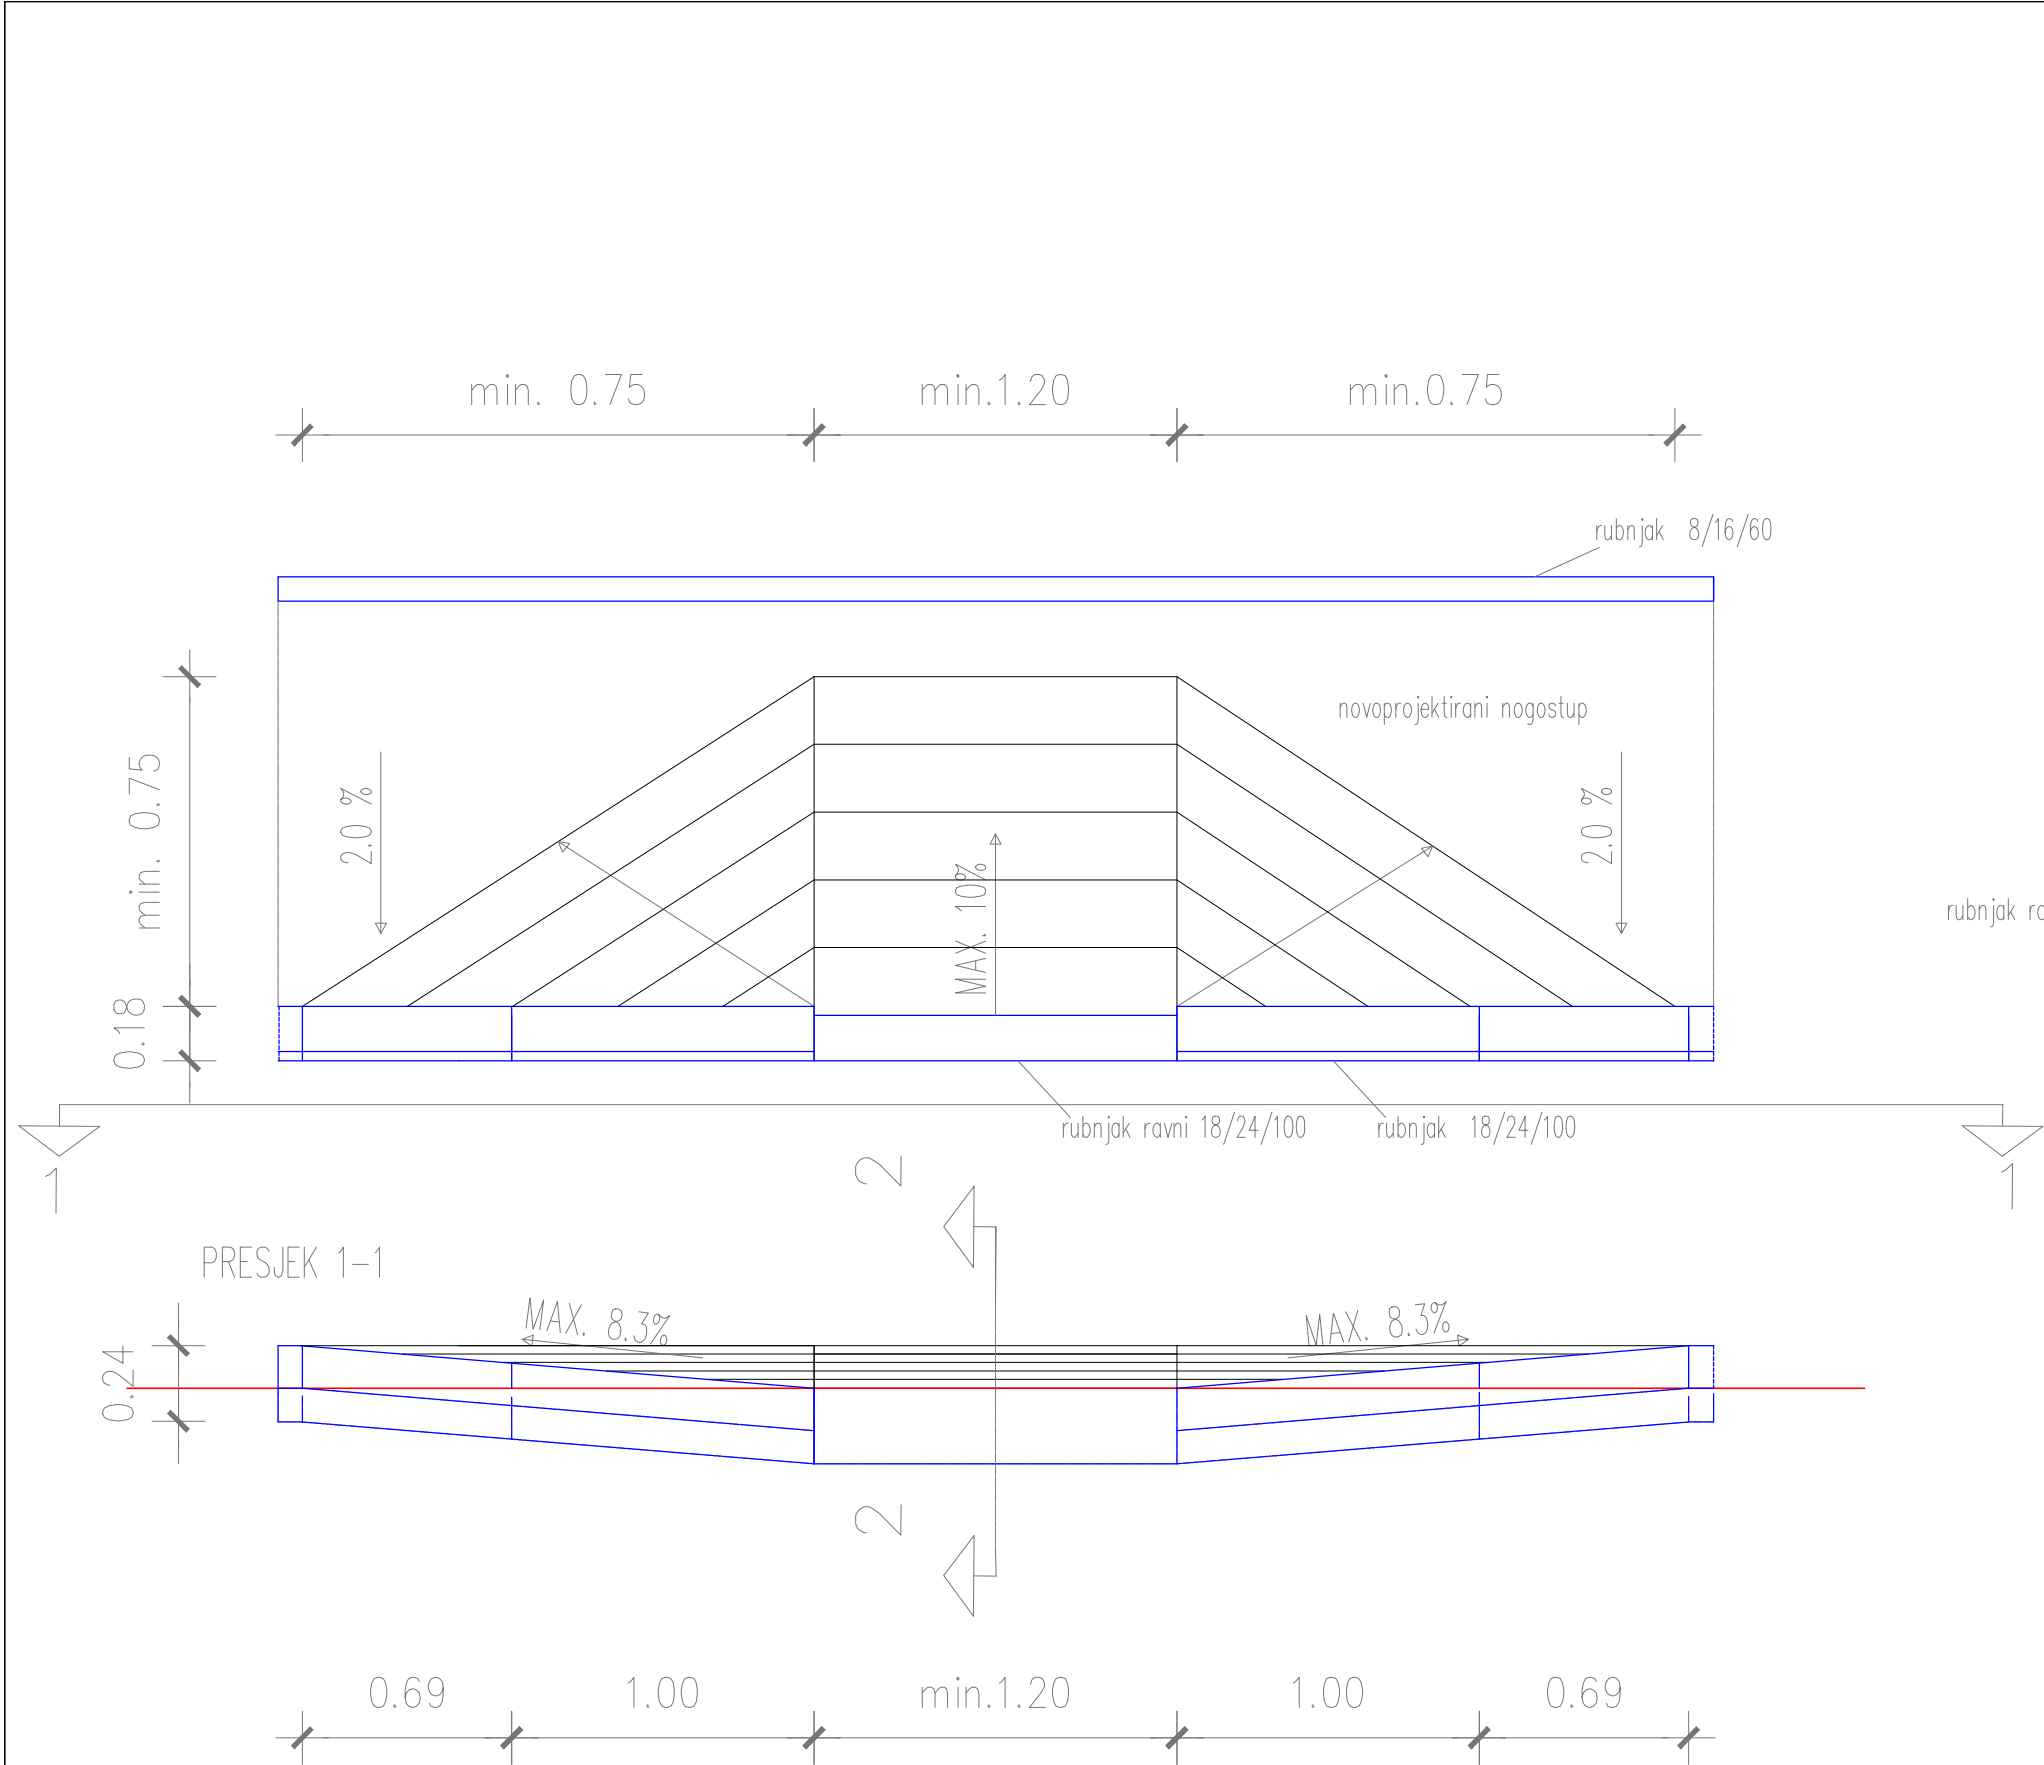 min. 0.75
min.1.20
min.0.75
rubnjak 8/16/60
novoprojektirani nogostup
min. 0.75
2.0 %
MAX. 10%
2.0 %
rubnjak
0.18
rubnjak ravni 18/24/100
rubnjak 18/24/100
1
1
2
PRESJEK 1-1
MAX. 8.3%
MAX. 8.3%
0.24
2
0.69
1.00
min.1.20
1.00
0.69